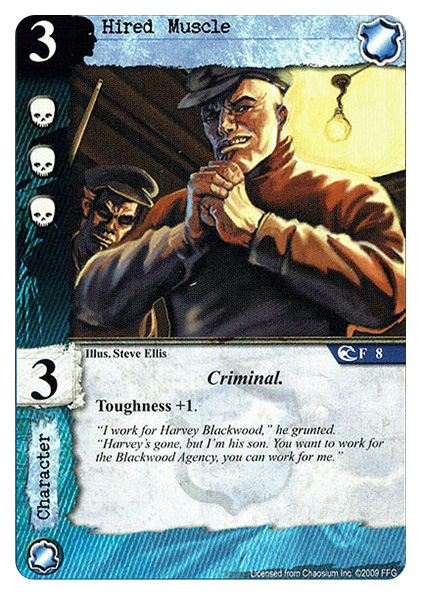 3
Hired Muscle
Illus. Steve Ellis
F 8
3
Character
Criminal.
Toughness +1.
“I work for Harvey Blackwood,” he grunted.
“Harvey’s gone, but I’m his son. You want to work for
the Blackwood Agency, you can work for me.”
Licensed from Chaosium Inc. ©2009 FFG